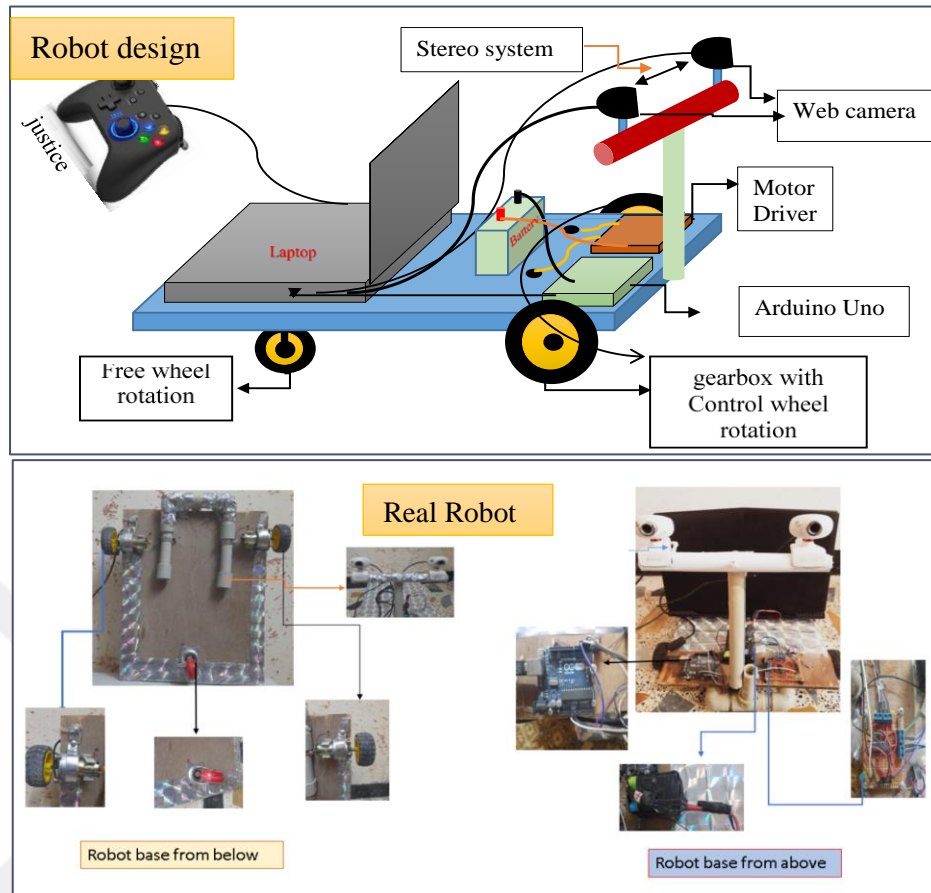 Robot design
Stereo system
justice
Web camera
Motor
Driver
Battery
Laptop
Arduino Uno
Free wheel
rotation
gearbox with
Control wheel
rotation
Real Robot
Robot base from below
Robot base from above